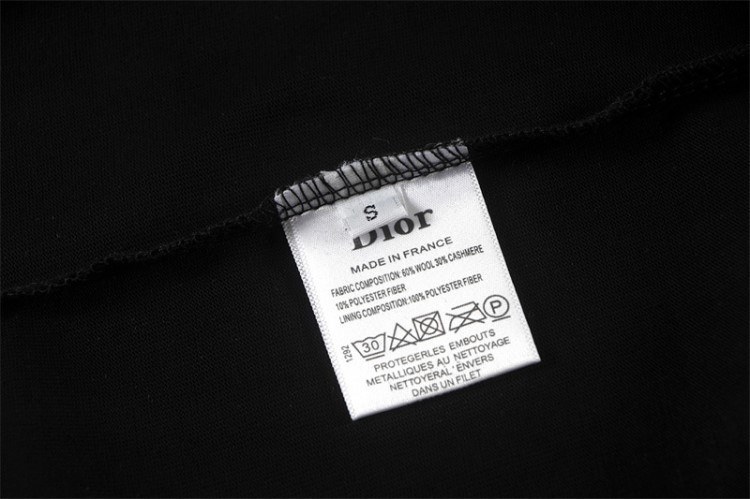 S
Dior
MADE IN FRANCE
FABRIC COMPOSITION: 60% WOOL 30% CASHMERE
10% POLYESTER FIBER
LINING COMPOSITION:100% POLYESTER FIBER
1292
30 P
PROTEGERLES EMBOUTS
METALLIQUES AU NETTOYAGE
NETTOYERAL' ENVERS
DANS UN FILET